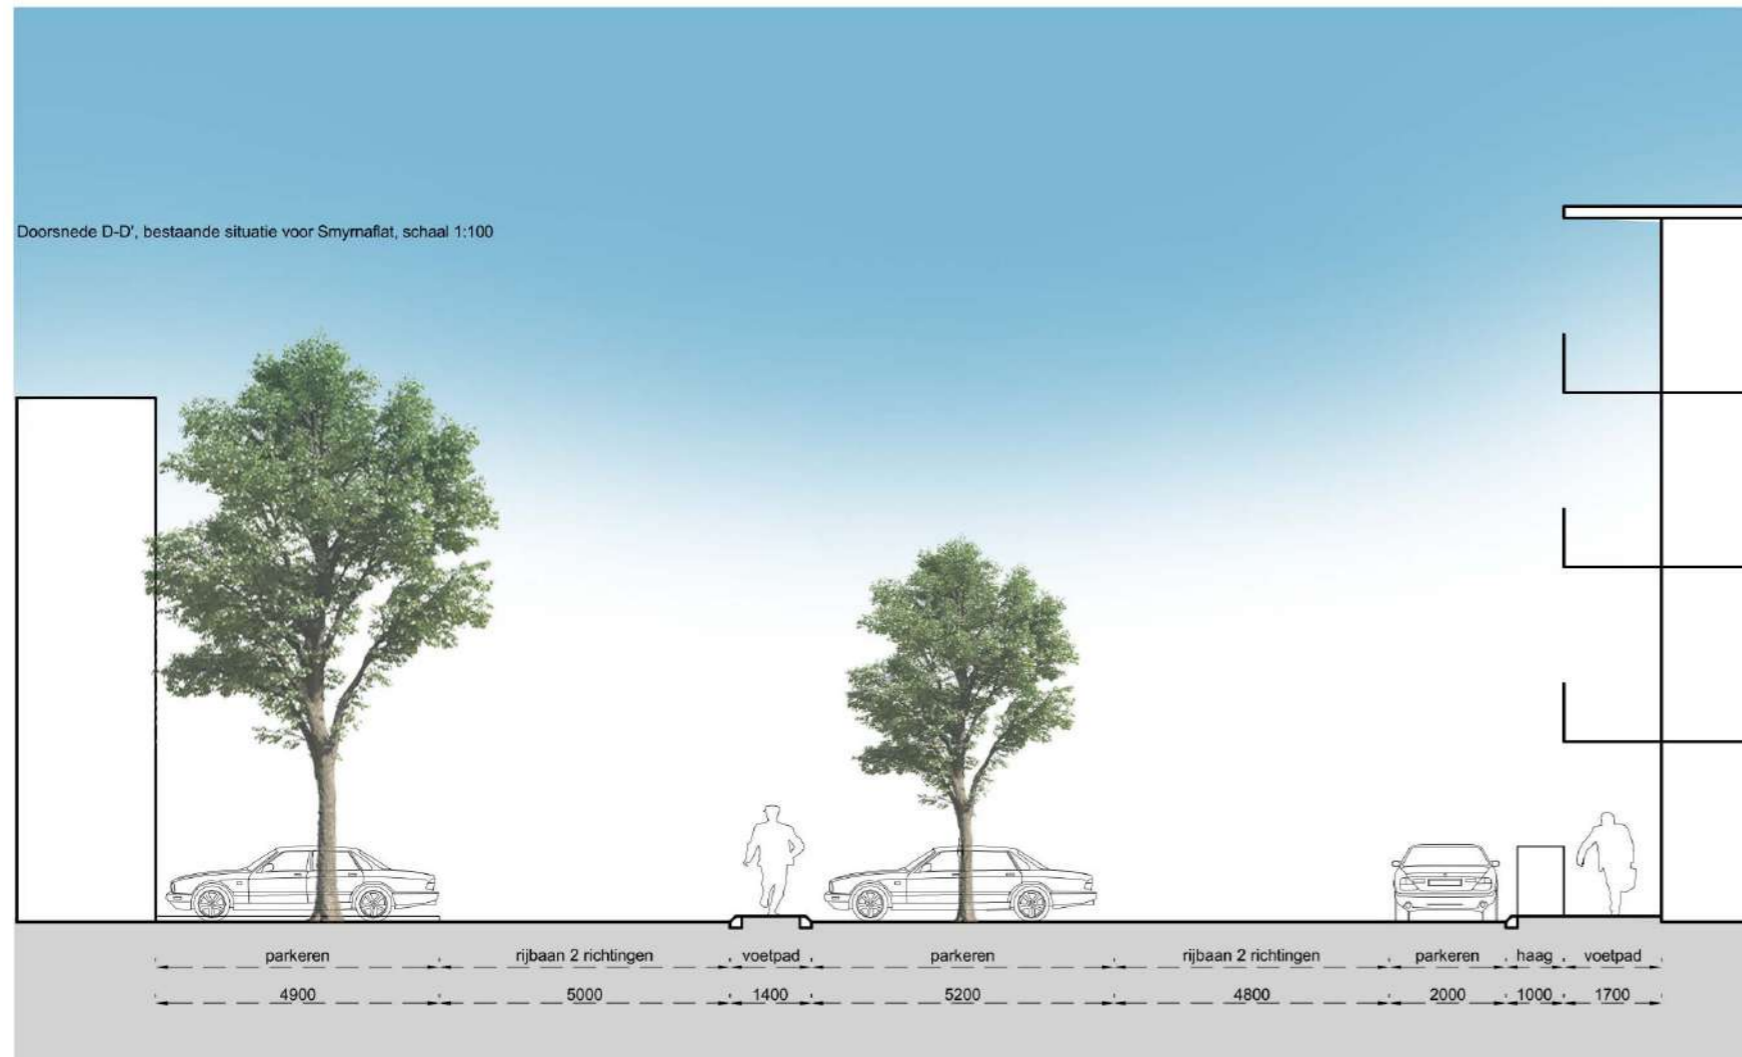 Doorsnede D-D', bestaande situatie voor Smyrnaflat, schaal 1:100
parkeren rijbaan 2 richtingen voetpad parkeren rijbaan 2 richtingen parkeren haag voetpad
4900 5000 1400 5200 4800 2000 1000 1700